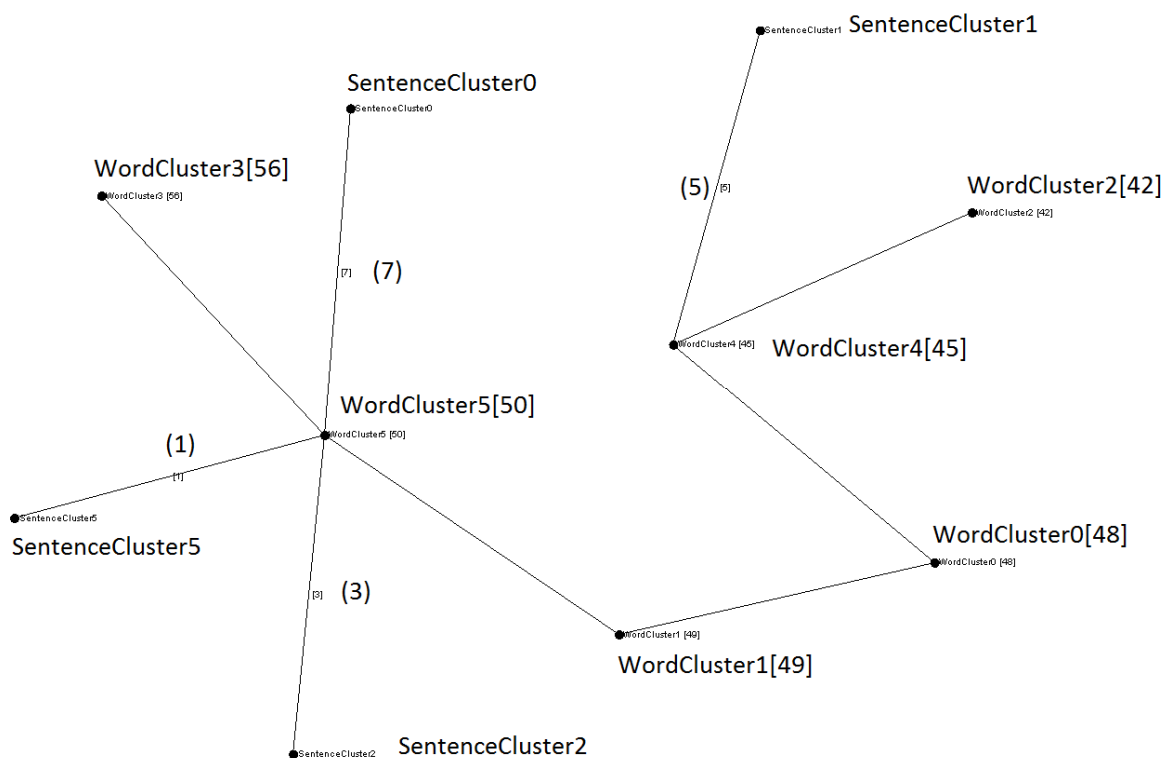 SentenceCluster1 SentenceCluster1
SentenceCluster0
SentenceCluster0
WordCluster3[56]
WordCluster3 [56]
(5) [5]
WordCluster2[42]
WordCluster2 [42]
[7] (7)
WordCluster4 [45]
WordCluster4[45]
WordCluster5[50]
WordCluster5 [50]
(1)
[1]
SentenceCluster5
SentenceCluster5
WordCluster0[48]
WordCluster0 [48]
[3] (3)
WordCluster1 [49]
WordCluster1[49]
SentenceCluster2 SentenceCluster2